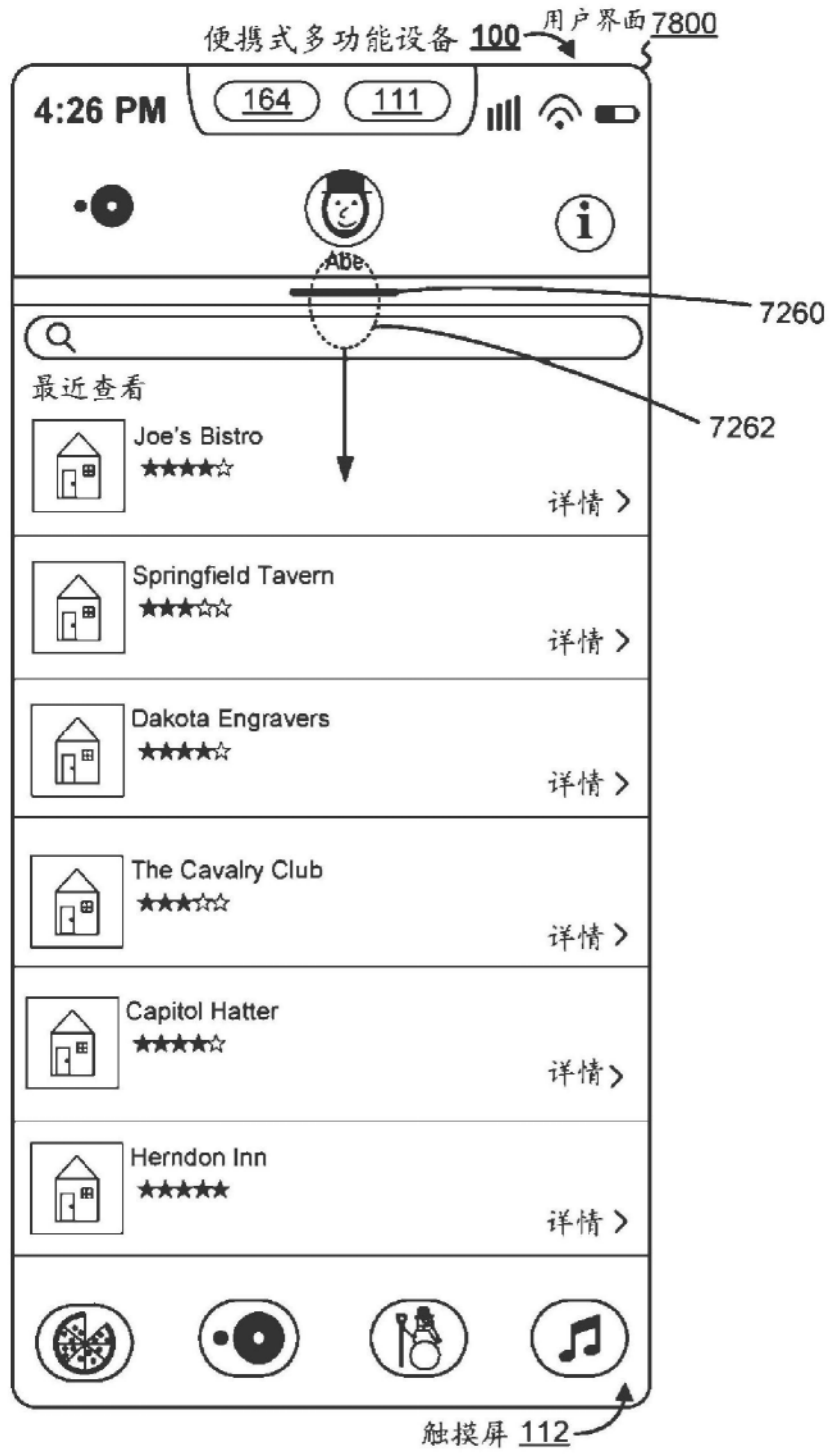 便携式多功能设备 100
用户界面 7800
4:26 PM
164
111
i
Abe
7260
7262
最近查看
Joe's Bistro
★★★★☆
详情 >
Springfield Tavern
★★★☆☆
详情 >
Dakota Engravers
★★★★☆
详情 >
The Cavalry Club
★★★☆☆
详情 >
Capitol Hatter
★★★★☆
详情 >
Herndon Inn
★★★★★
详情 >
触摸屏 112